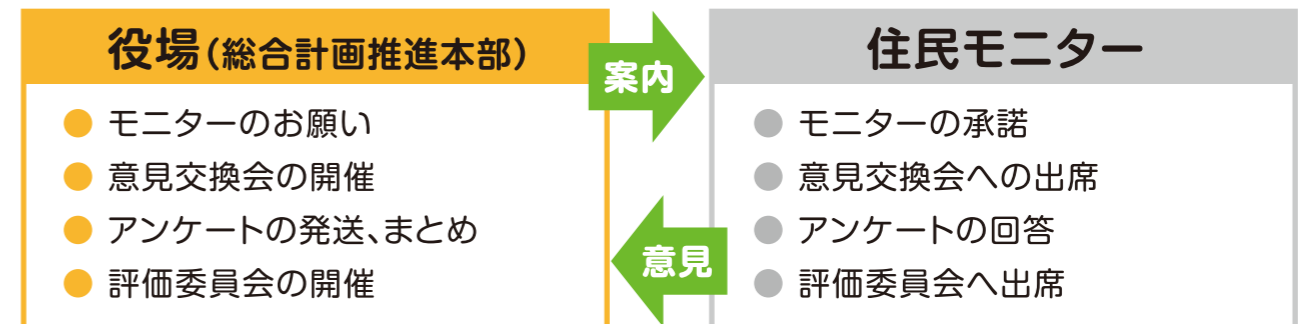 役場(総合計画推進本部)
● モニターのお願い
● 意見交換会の開催
● アンケートの発送、まとめ
● 評価委員会の開催
案内
意見
住民モニター
● モニターの承諾
● 意見交換会への出席
● アンケートの回答
● 評価委員会へ出席